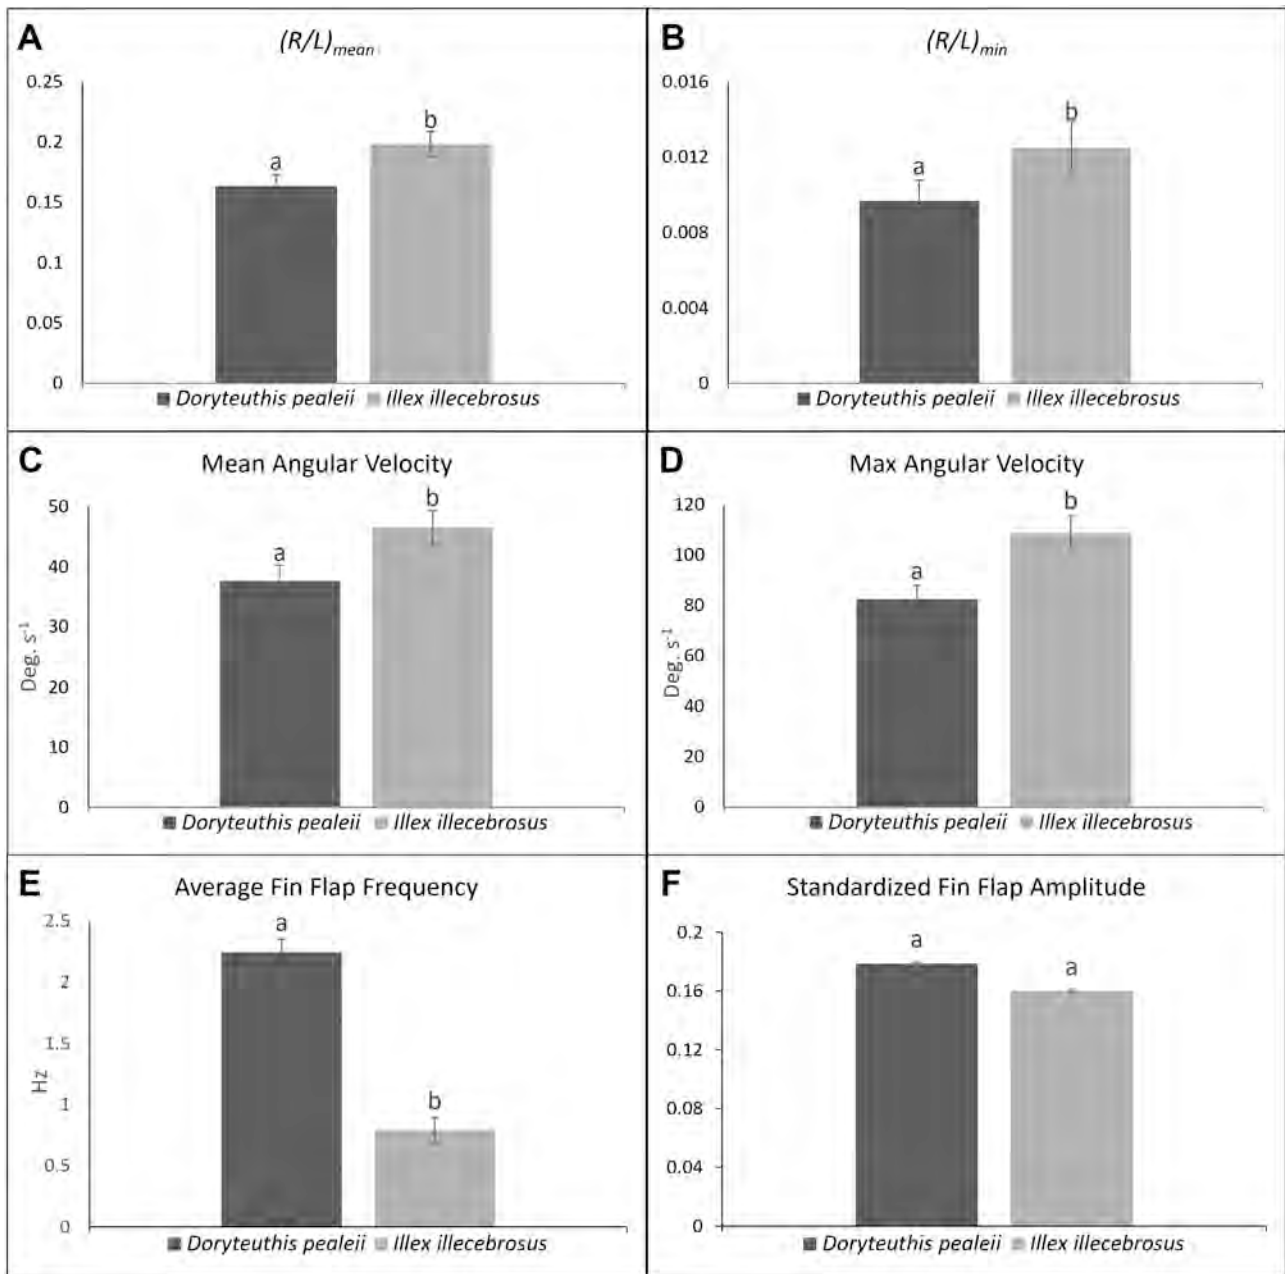 A
(R/L)mean
0.25
0.2
0.15
0.1
0.05
0
a
b
Doryteuthis pealeii Illex illecebrosus
B
(R/L)min
0.016
0.012
0.008
0.004
0
a
b
Doryteuthis pealeii Illex illecebrosus
C
Mean Angular Velocity
Deg. s-1
50
40
30
20
10
0
a
b
Doryteuthis pealeii Illex illecebrosus
D
Max Angular Velocity
Deg. s-1
120
100
80
60
40
20
0
a
b
Doryteuthis pealeii Illex illecebrosus
E
Average Fin Flap Frequency
Hz
2.5
2
1.5
1
0.5
0
a
b
Doryteuthis pealeii Illex illecebrosus
F
Standardized Fin Flap Amplitude
0.2
0.16
0.12
0.08
0.04
0
a
a
Doryteuthis pealeii Illex illecebrosus